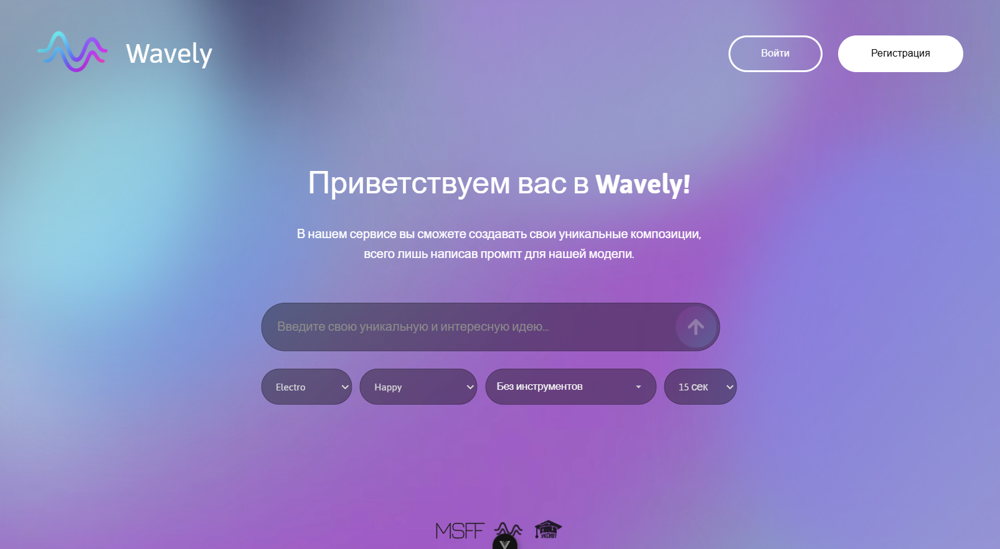 Wavely
Войти
Регистрация
Приветствуем вас в Wavely!
В нашем сервисе вы сможете создавать свои уникальные композиции,
всего лишь написав промпт для нашей модели.
Введите свою уникальную и интересную идею...
Electro
Happy
Без инструментов
15 сек
MSFF
УКСИВТ